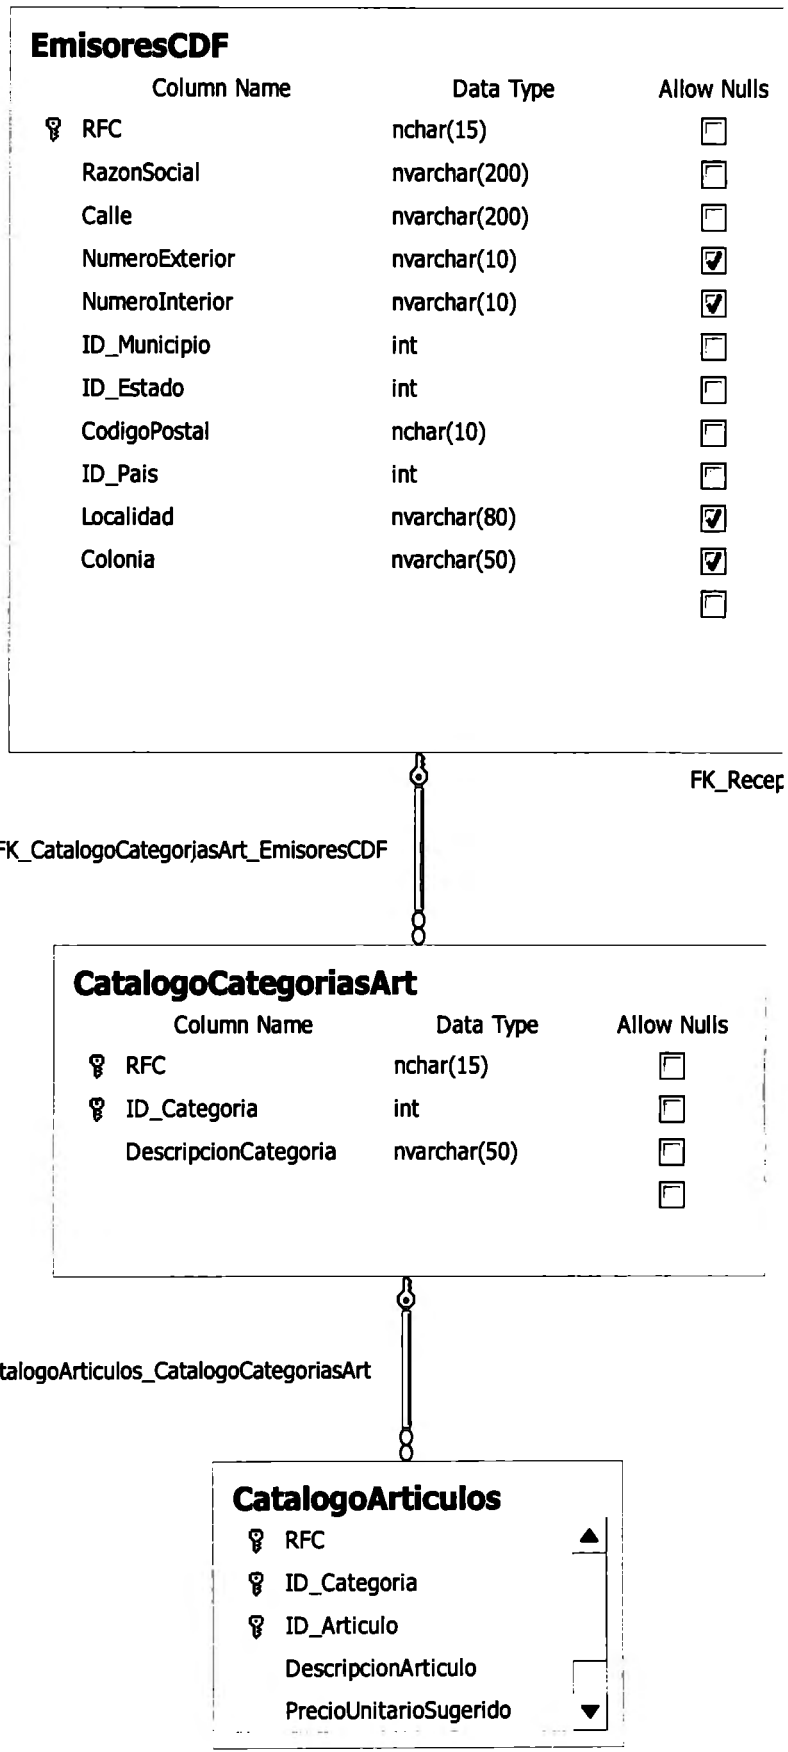 EmisoresCDF
Column Name Data Type Allow Nulls
RFC nchar(15)
RazonSocial nvarchar(200)
Calle nvarchar(200)
NumeroExterior nvarchar(10)
NumeroInterior nvarchar(10)
ID_Municipio int
ID_Estado int
CodigoPostal nchar(10)
ID_Pais int
Localidad nvarchar(80)
Colonia nvarchar(50)
FK_Recep
FK_CatalogoCategoriasArt_EmisoresCDF
CatalogoCategoriasArt
Column Name Data Type Allow Nulls
RFC nchar(15)
ID_Categoria int
DescripcionCategoria nvarchar(50)
talogoArticulos_CatalogoCategoriasArt
CatalogoArticulos
RFC
ID_Categoria
ID_Articulo
DescripcionArticulo
PrecioUnitarioSugerido